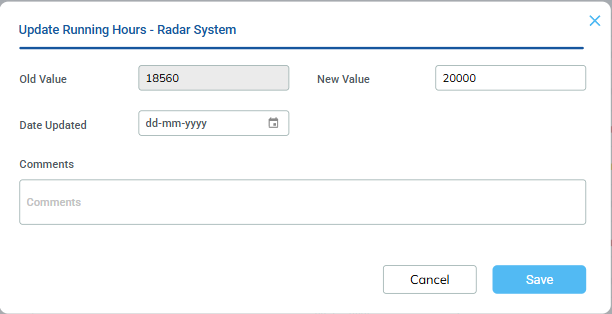 Update Running Hours - Radar System
Old Value 18560 New Value 20000
Date Updated dd-mm-yyyy
Comments
Comments
Cancel Save